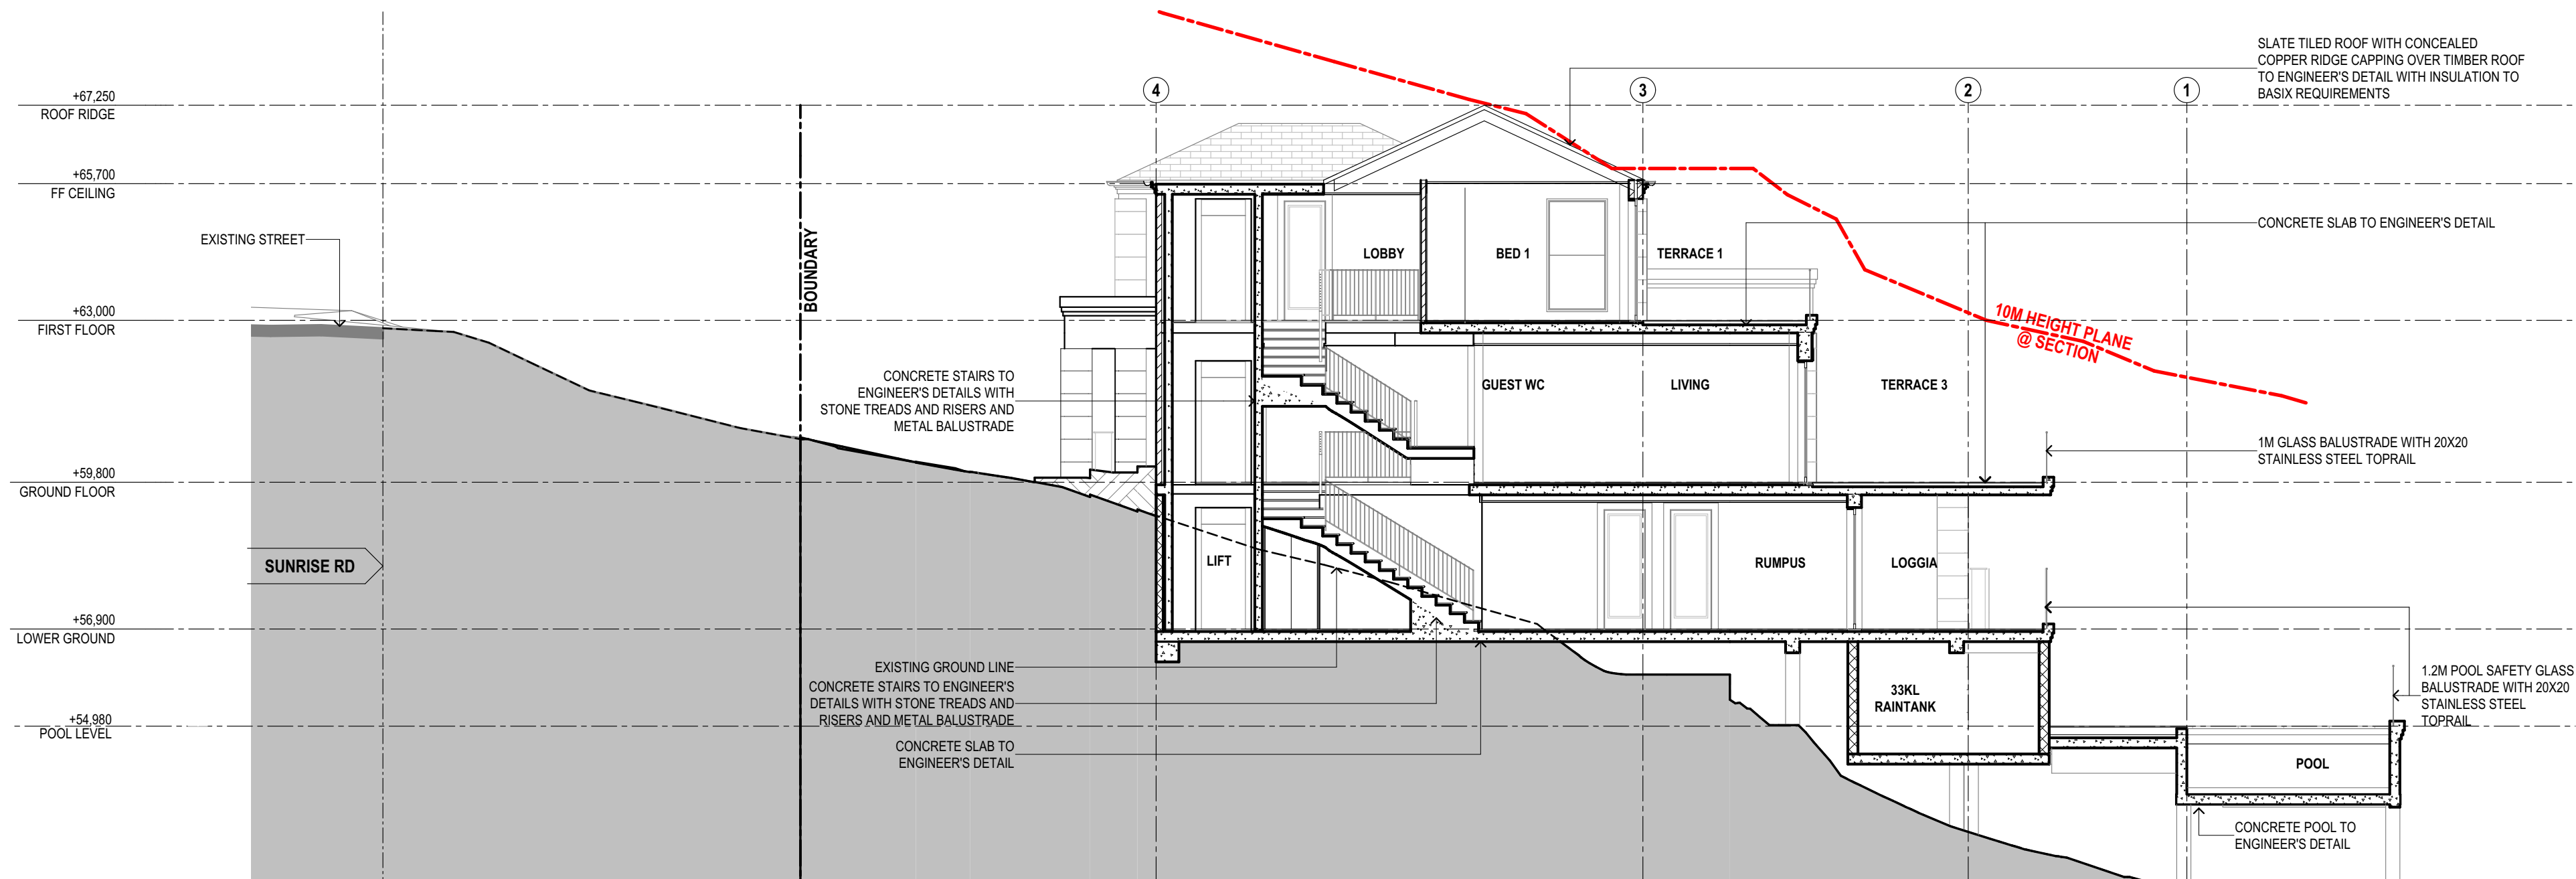 SLATE TILED ROOF WITH CONCEALED
COPPER RIDGE CAPPING OVER TIMBER ROOF
TO ENGINEER'S DETAIL WITH INSULATION TO
BASIX REQUIREMENTS
4
3
2
1
+67,250
ROOF RIDGE
+65,700
FF CEILING
EXISTING STREET
BOUNDARY
LOBBY
BED 1
TERRACE 1
CONCRETE SLAB TO ENGINEER'S DETAIL
+63,000
FIRST FLOOR
10M HEIGHT PLANE
@ SECTION
CONCRETE STAIRS TO
ENGINEER'S DETAILS WITH
STONE TREADS AND RISERS AND
METAL BALUSTRADE
GUEST WC
LIVING
TERRACE 3
1M GLASS BALUSTRADE WITH 20X20
STAINLESS STEEL TOPRAIL
+59,800
GROUND FLOOR
SUNRISE RD
LIFT
RUMPUS
LOGGIA
+56,900
LOWER GROUND
EXISTING GROUND LINE
CONCRETE STAIRS TO ENGINEER'S
DETAILS WITH STONE TREADS AND
RISERS AND METAL BALUSTRADE
33KL
RAINTANK
1.2M POOL SAFETY GLASS
BALUSTRADE WITH 20X20
STAINLESS STEEL
TOPRAIL
+54,980
POOL LEVEL
CONCRETE SLAB TO
ENGINEER'S DETAIL
POOL
CONCRETE POOL TO
ENGINEER'S DETAIL